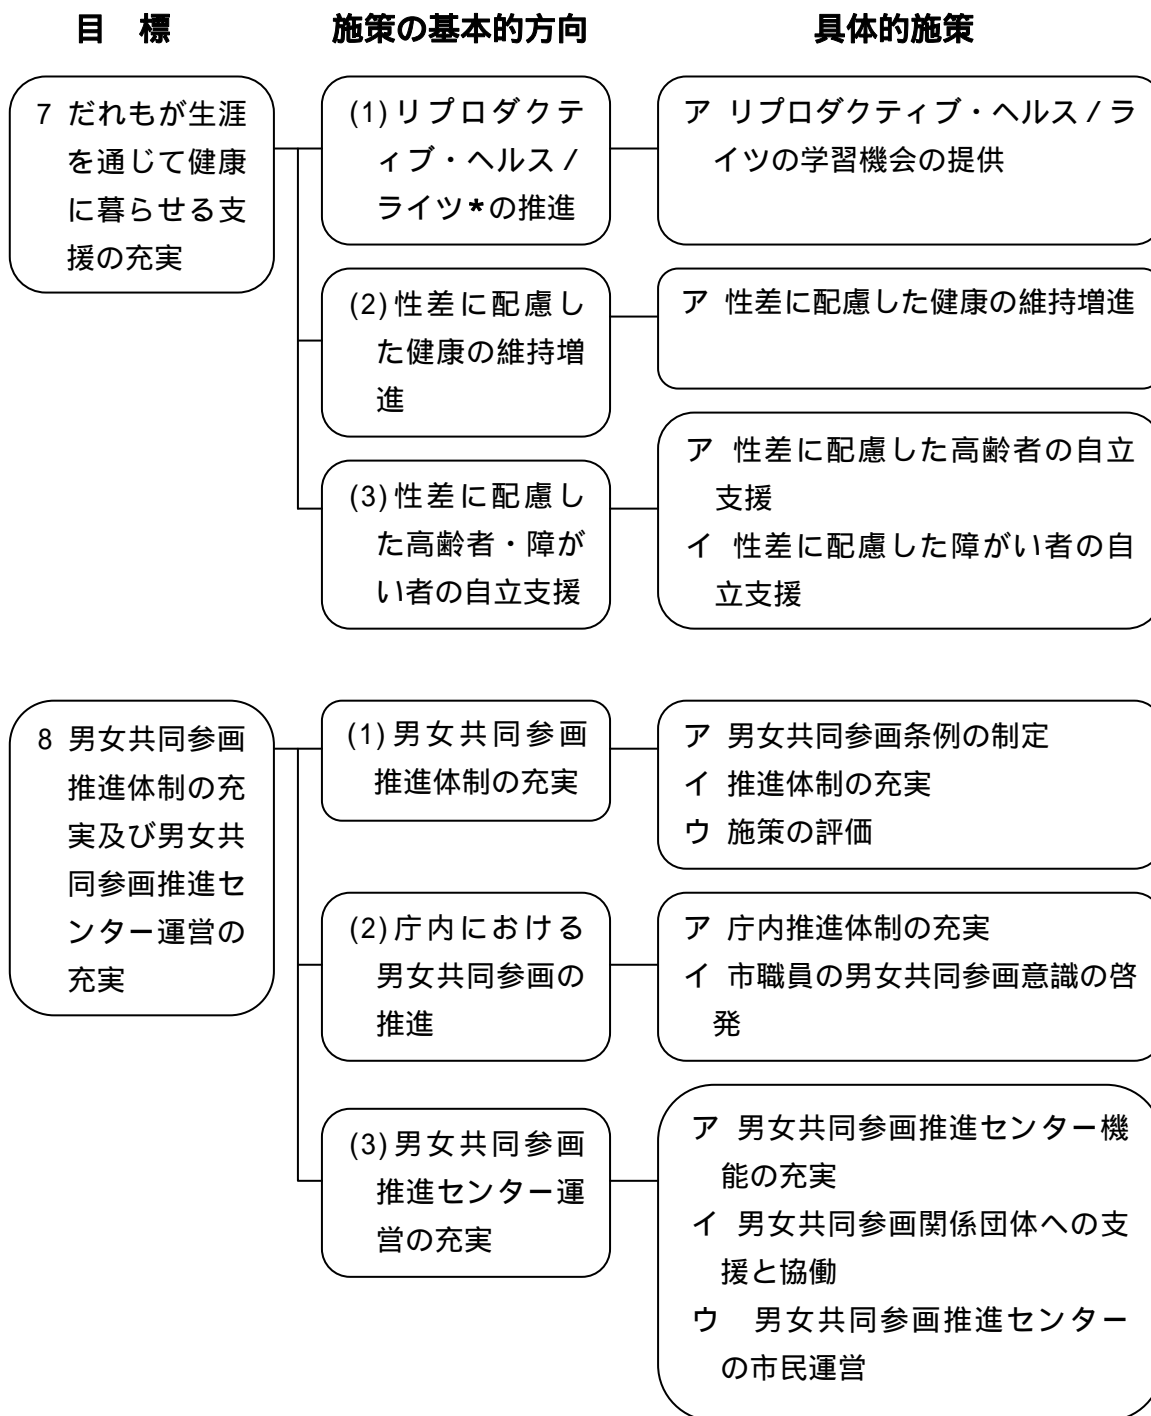 目 標 施策の基本的方向 具体的施策
7 だれもが生涯
を通じて健康
に暮らせる支
援の充実
(1)リプロダクテ
ィブ・ヘルス/
ライツ*の推進
ア リプロダクティブ・ヘルス/ラ
イツの学習機会の提供
(2)性差に配慮し
た健康の維持増
進
ア 性差に配慮した健康の維持増進
(3)性差に配慮し
た高齢者・障が
い者の自立支援
ア 性差に配慮した高齢者の自立
支援
イ 性差に配慮した障がい者の自
立支援
8 男女共同参画
推進体制の充
実及び男女共
同参画推進セ
ンター運営の
充実
(1)男女共同参画
推進体制の充実
ア 男女共同参画条例の制定
イ 推進体制の充実
ウ 施策の評価
(2)庁内における
男女共同参画の
推進
ア 庁内推進体制の充実
イ 市職員の男女共同参画意識の啓
発
(3)男女共同参画
推進センター運
営の充実
ア 男女共同参画推進センター機
能の充実
イ 男女共同参画関係団体への支
援と協働
ウ 男女共同参画推進センター
の市民運営